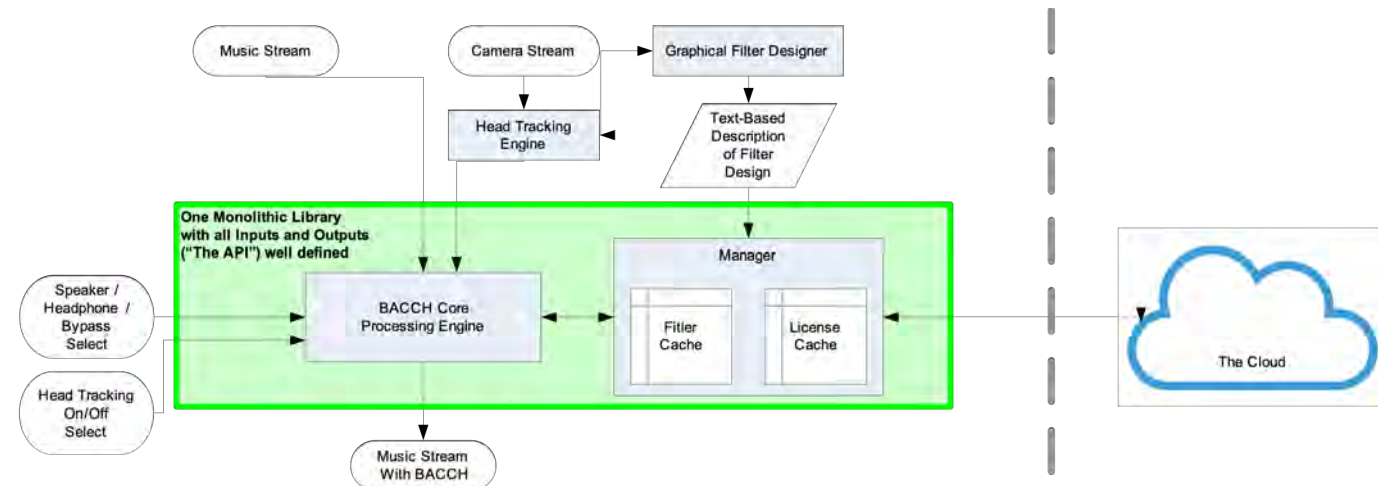 Music Stream
Camera Stream
Graphical Filter Designer
Head Tracking
Engine
Text-Based
Description
of Filter
Design
One Monolithic Library
with all Inputs and Outputs
("The API") well defined
Manager
Speaker /
Headphone /
Bypass
Select
BACCH Core
Processing Engine
Fitler
Cache
License
Cache
The Cloud
Head Tracking
On/Off
Select
Music Stream
With BACCH